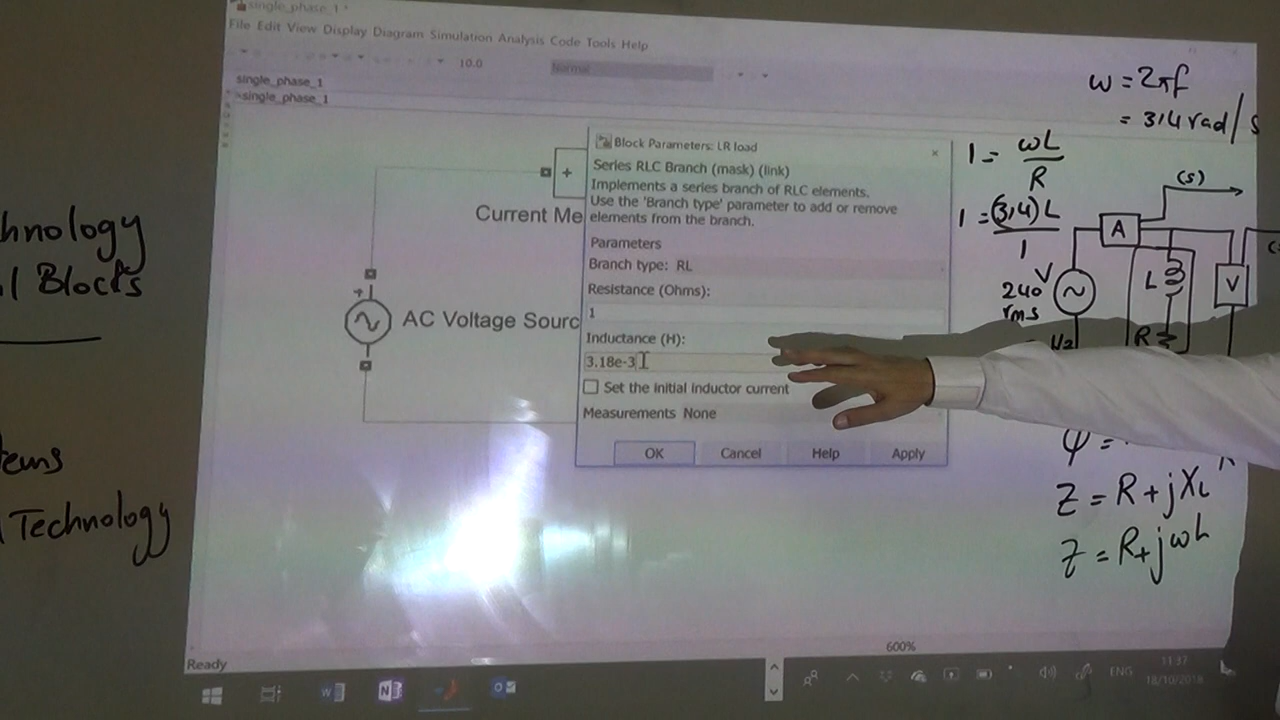 single_phase_1 *
File Edit View Display Diagram Simulation Analysis Code Tools Help
10.0
Normal
single_phase_1
single_phase_1
Current Me
AC Voltage Sourc
Block Parameters: LR load
×
Series RLC Branch (mask) (link)
Implements a series branch of RLC elements.
Use the 'Branch type' parameter to add or remove
elements from the branch.
Parameters
Branch type: RL
Resistance (Ohms):
1
Inductance (H):
3.18e-3
Set the initial inductor current
Measurements None
OK Cancel Help Apply
600%
Ready
ENG
11:37
18/10/2018
hnology
l Blocks
tems
Technology
ω = 2πf
= 314 rad/s
1 = ωL/R
1 = (314)L/1
(S)
A
240 V
rms
L
R
V
Hz
φ =
Z = R + jXL
Z = R + jωL